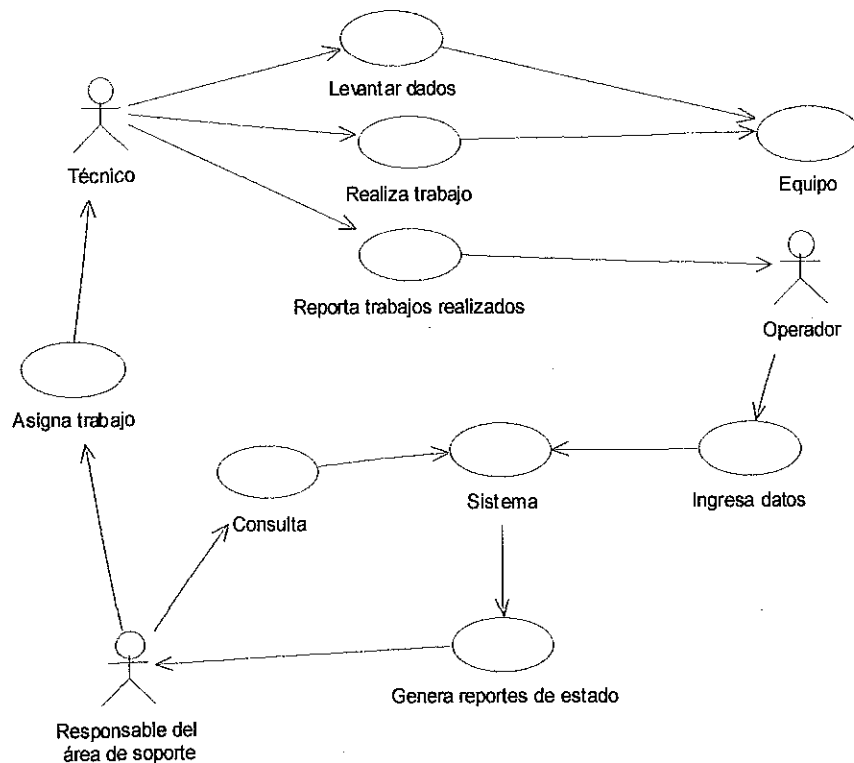 Levantar dados
Técnico
Realiza trabajo
Equipo
Reporta trabajos realizados
Operador
Asigna trabajo
Consulta
Sistema
Ingresa datos
Genera reportes de estado
Responsable del
área de soporte